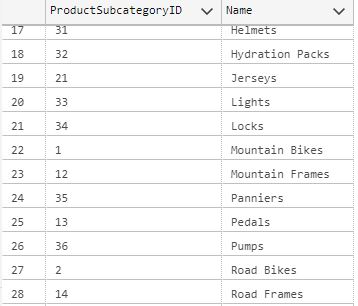 ProductSubcategoryID Name
17 31 Helmets
18 32 Hydration Packs
19 21 Jerseys
20 33 Lights
21 34 Locks
22 1 Mountain Bikes
23 12 Mountain Frames
24 35 Panniers
25 13 Pedals
26 36 Pumps
27 2 Road Bikes
28 14 Road Frames